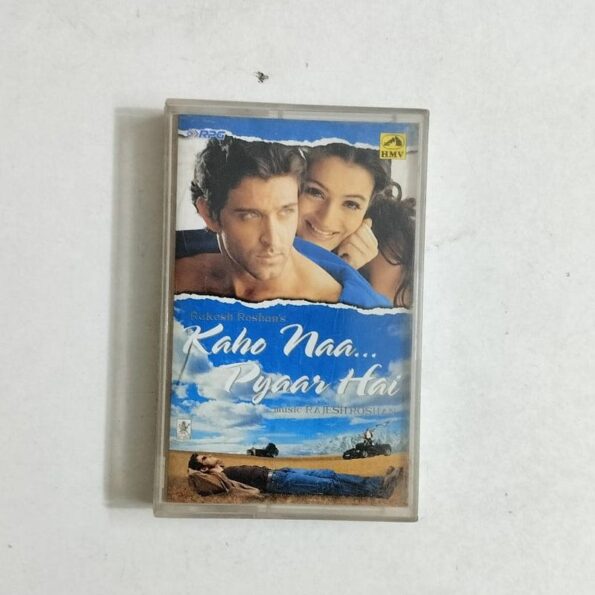 RPG
HMV
Rakesh Roshan's
Kaho Naa...
Pyaar Hai
music RAJESH ROSHAN